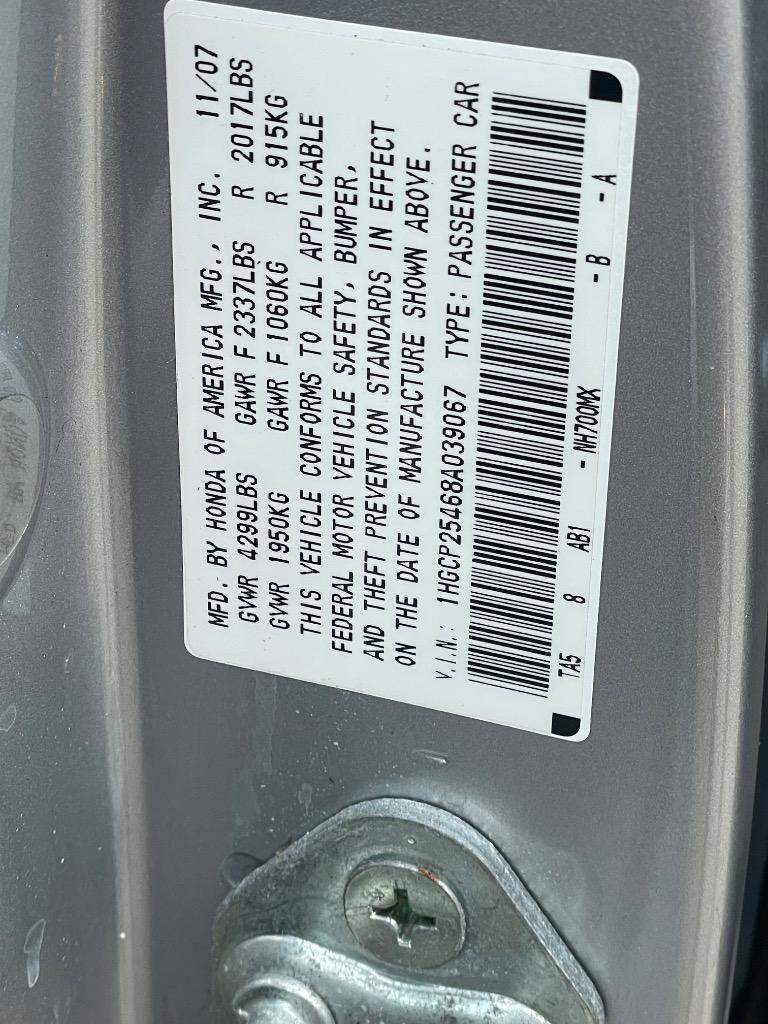 MFD. BY HONDA OF AMERICA MFG., INC. 11/07
GVWR 4299LBS GAWR F 2337LBS R 2017LBS
GVWR 1950KG GAWR F 1060KG R 915KG
THIS VEHICLE CONFORMS TO ALL APPLICABLE
FEDERAL MOTOR VEHICLE SAFETY, BUMPER,
AND THEFT PREVENTION STANDARDS IN EFFECT
ON THE DATE OF MANUFACTURE SHOWN ABOVE.
V.I.N.: 1HGCP25468A039067 TYPE: PASSENGER CAR
TA5 8 AB1 - NH700MX - B - A